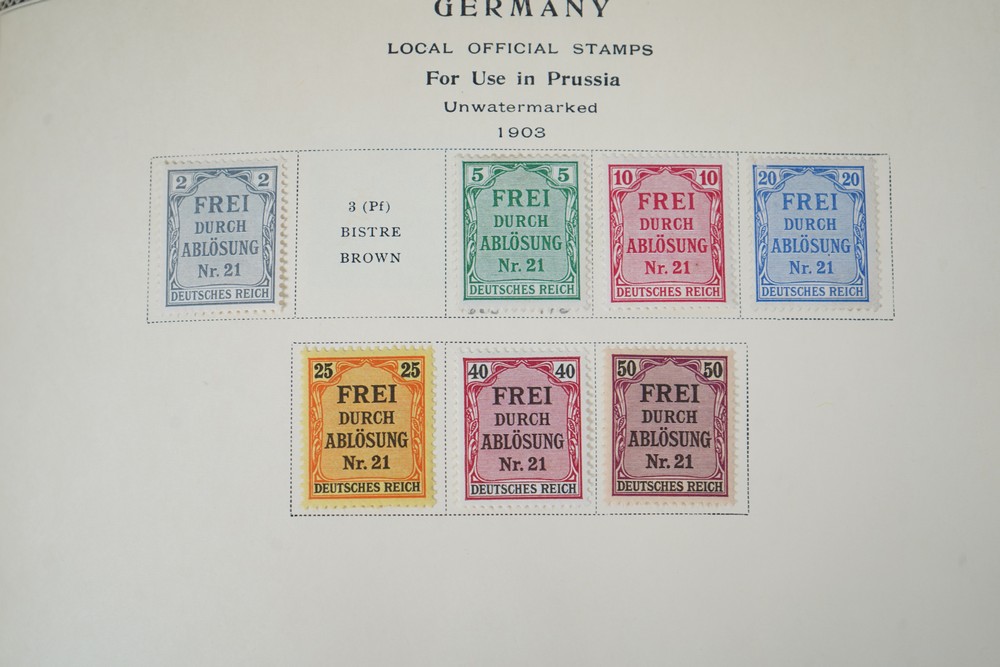 GERMANY
LOCAL OFFICIAL STAMPS
For Use in Prussia
Unwatermarked
1903
2 2
FREI
DURCH
ABLÖSUNG
Nr. 21
DEUTSCHES REICH
3 (Pf)
BISTRE
BROWN
5 5
FREI
DURCH
ABLÖSUNG
Nr. 21
DEUTSCHES REICH
10 10
FREI
DURCH
ABLÖSUNG
Nr. 21
DEUTSCHES REICH
20 20
FREI
DURCH
ABLÖSUNG
Nr. 21
DEUTSCHES REICH
25 25
FREI
DURCH
ABLÖSUNG
Nr. 21
DEUTSCHES REICH
40 40
FREI
DURCH
ABLÖSUNG
Nr. 21
DEUTSCHES REICH
50 50
FREI
DURCH
ABLÖSUNG
Nr. 21
DEUTSCHES REICH